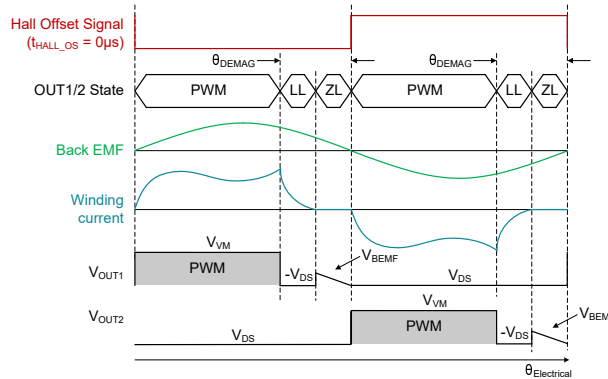 Hall Offset Signal
(tHALL_OS = 0µs)
θDEMAG
θDEMAG
OUT1/2 State
PWM
LL
ZL
PWM
LL
ZL
Back EMF
Winding
current
VVM
VBEMF
VOUT1
PWM
-VDS
VDS
VVM
VOUT2
VDS
PWM
-VDS
VBEM
θElectrical